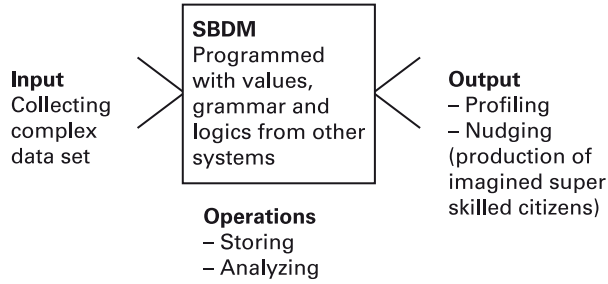 Input
Collecting
complex
data set
SBDM
Programmed
with values,
grammar and
logics from other
systems
Operations
– Storing
– Analyzing
Output
– Profiling
– Nudging
(production of
imagined super
skilled citizens)